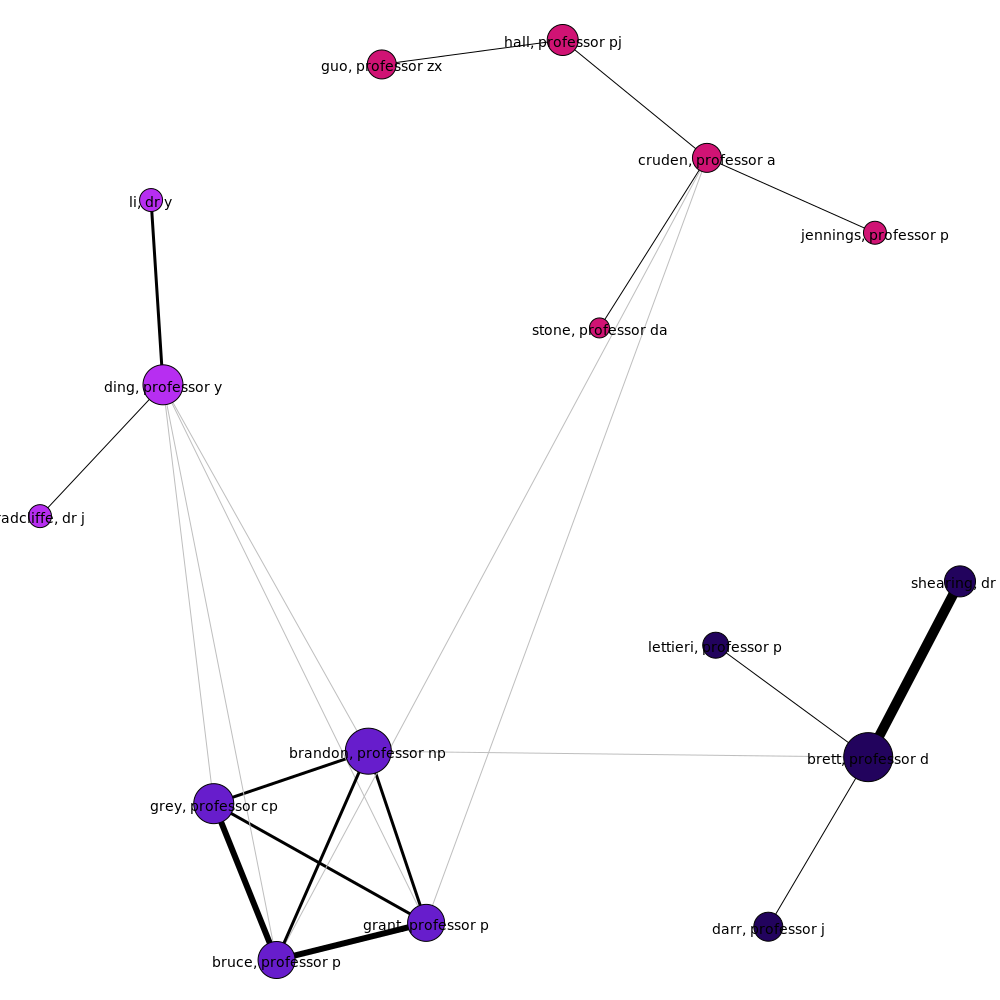 hall, professor pj
guo, professor zx
cruden, professor a
li, dr y
jennings, professor p
stone, professor da
ding, professor y
radcliffe, dr j
shearing, dr
lettieri, professor p
brandon, professor np
brett, professor d
grey, professor cp
grant, professor p
darr, professor j
bruce, professor p